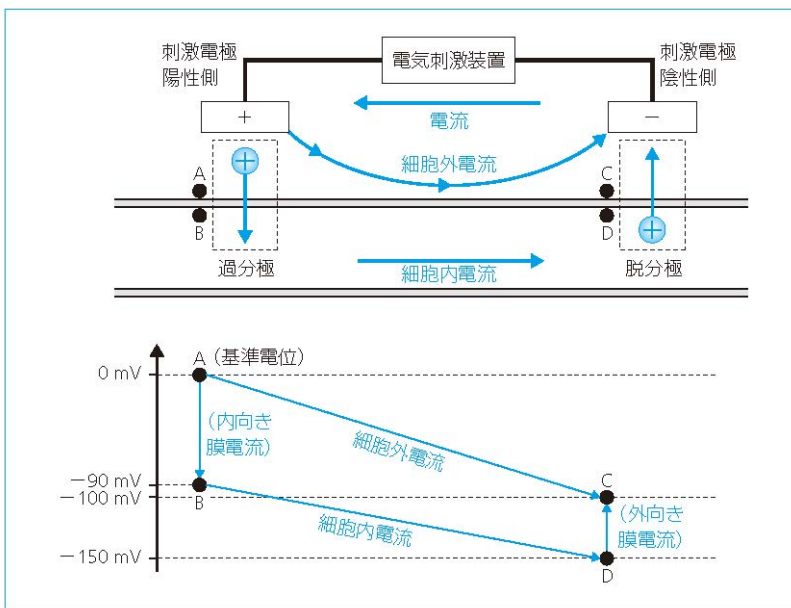 刺激電極
陽性側
電気刺激装置
刺激電極
陰性側
+
電流
−
細胞外電流
A
+
C
B
D
+
過分極
細胞内電流
脱分極
A (基準電位)
0 mV
(内向き
膜電流)
細胞外電流
−90 mV
B
−100 mV
C
細胞内電流
(外向き
膜電流)
−150 mV
D